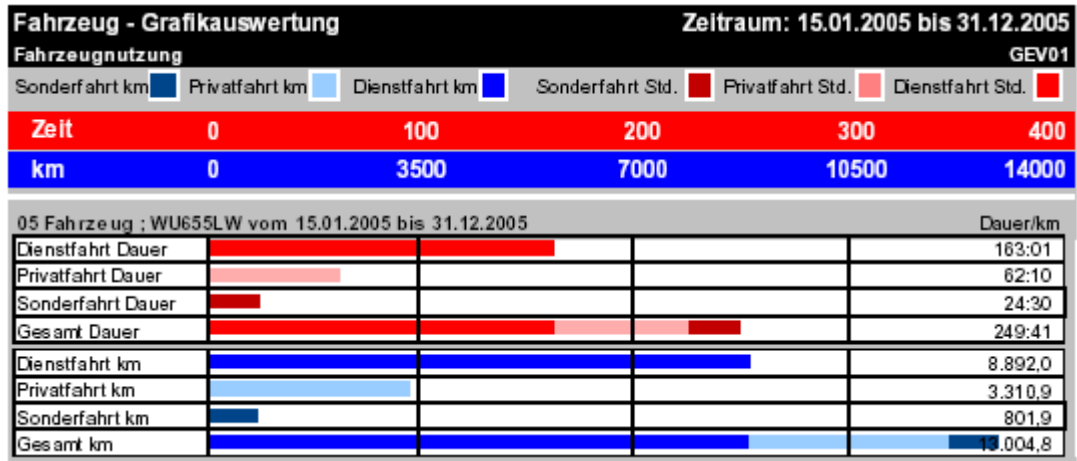 Fahrzeug - Grafikauswertung Zeitraum: 15.01.2005 bis 31.12.2005
Fahrzeugnutzung GEV01
Sonderfahrt km Privatfahrt km Dienstfahrt km Sonderfahrt Std. Privatfahrt Std. Dienstfahrt Std.
Zeit 0 100 200 300 400
km 0 3500 7000 10500 14000
05 Fahrzeug ; WU655LW vom 15.01.2005 bis 31.12.2005 Dauer/km
Dienstfahrt Dauer 163:01
Privatfahrt Dauer 62:10
Sonderfahrt Dauer 24:30
Gesamt Dauer 249:41
Dienstfahrt km 8.892,0
Privatfahrt km 3.310,9
Sonderfahrt km 801,9
Gesamt km 13.004,8